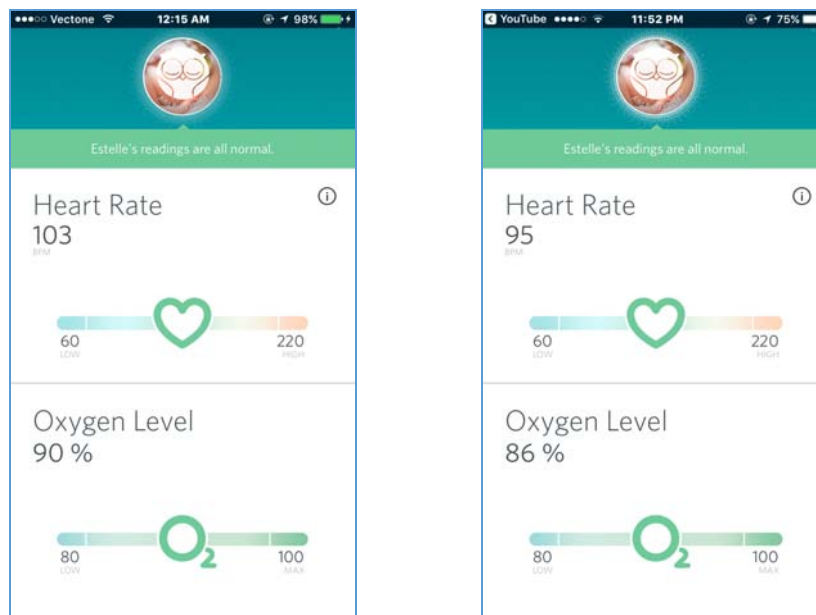 Vectone 12:15 AM 98%
Estelle's readings are all normal.
Heart Rate
103
BPM
60 220
LOW HIGH
Oxygen Level
90 %
O2
80 100
LOW MAX
YouTube 11:52 PM 75%
Estelle's readings are all normal.
Heart Rate
95
BPM
60 220
LOW HIGH
Oxygen Level
86 %
O2
80 100
LOW MAX